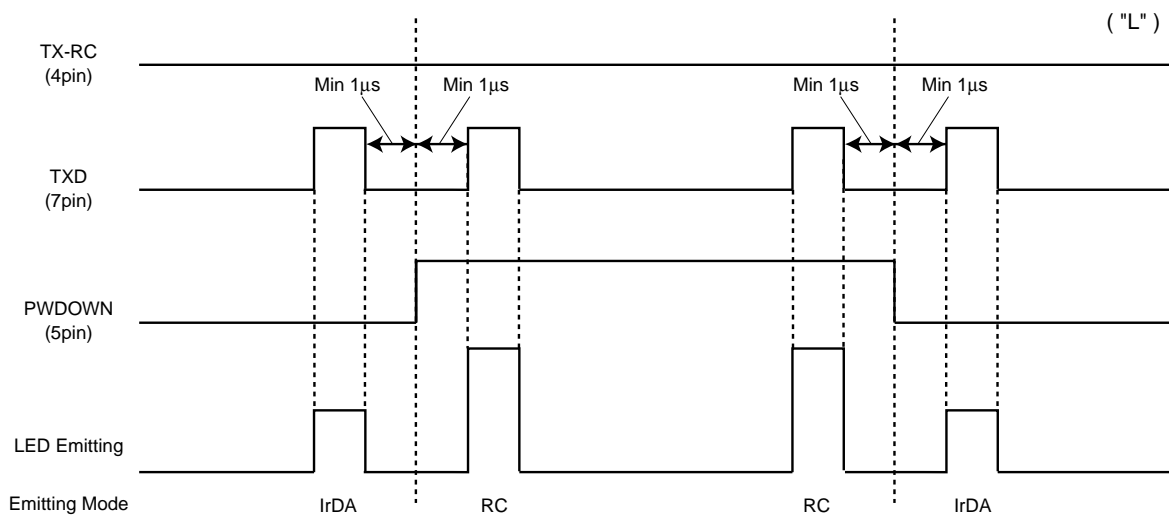 ( "L" )
TX-RC
(4pin)
Min 1μs Min 1μs Min 1μs Min 1μs
TXD
(7pin)
PWDOWN
(5pin)
LED Emitting
Emitting Mode IrDA RC RC IrDA